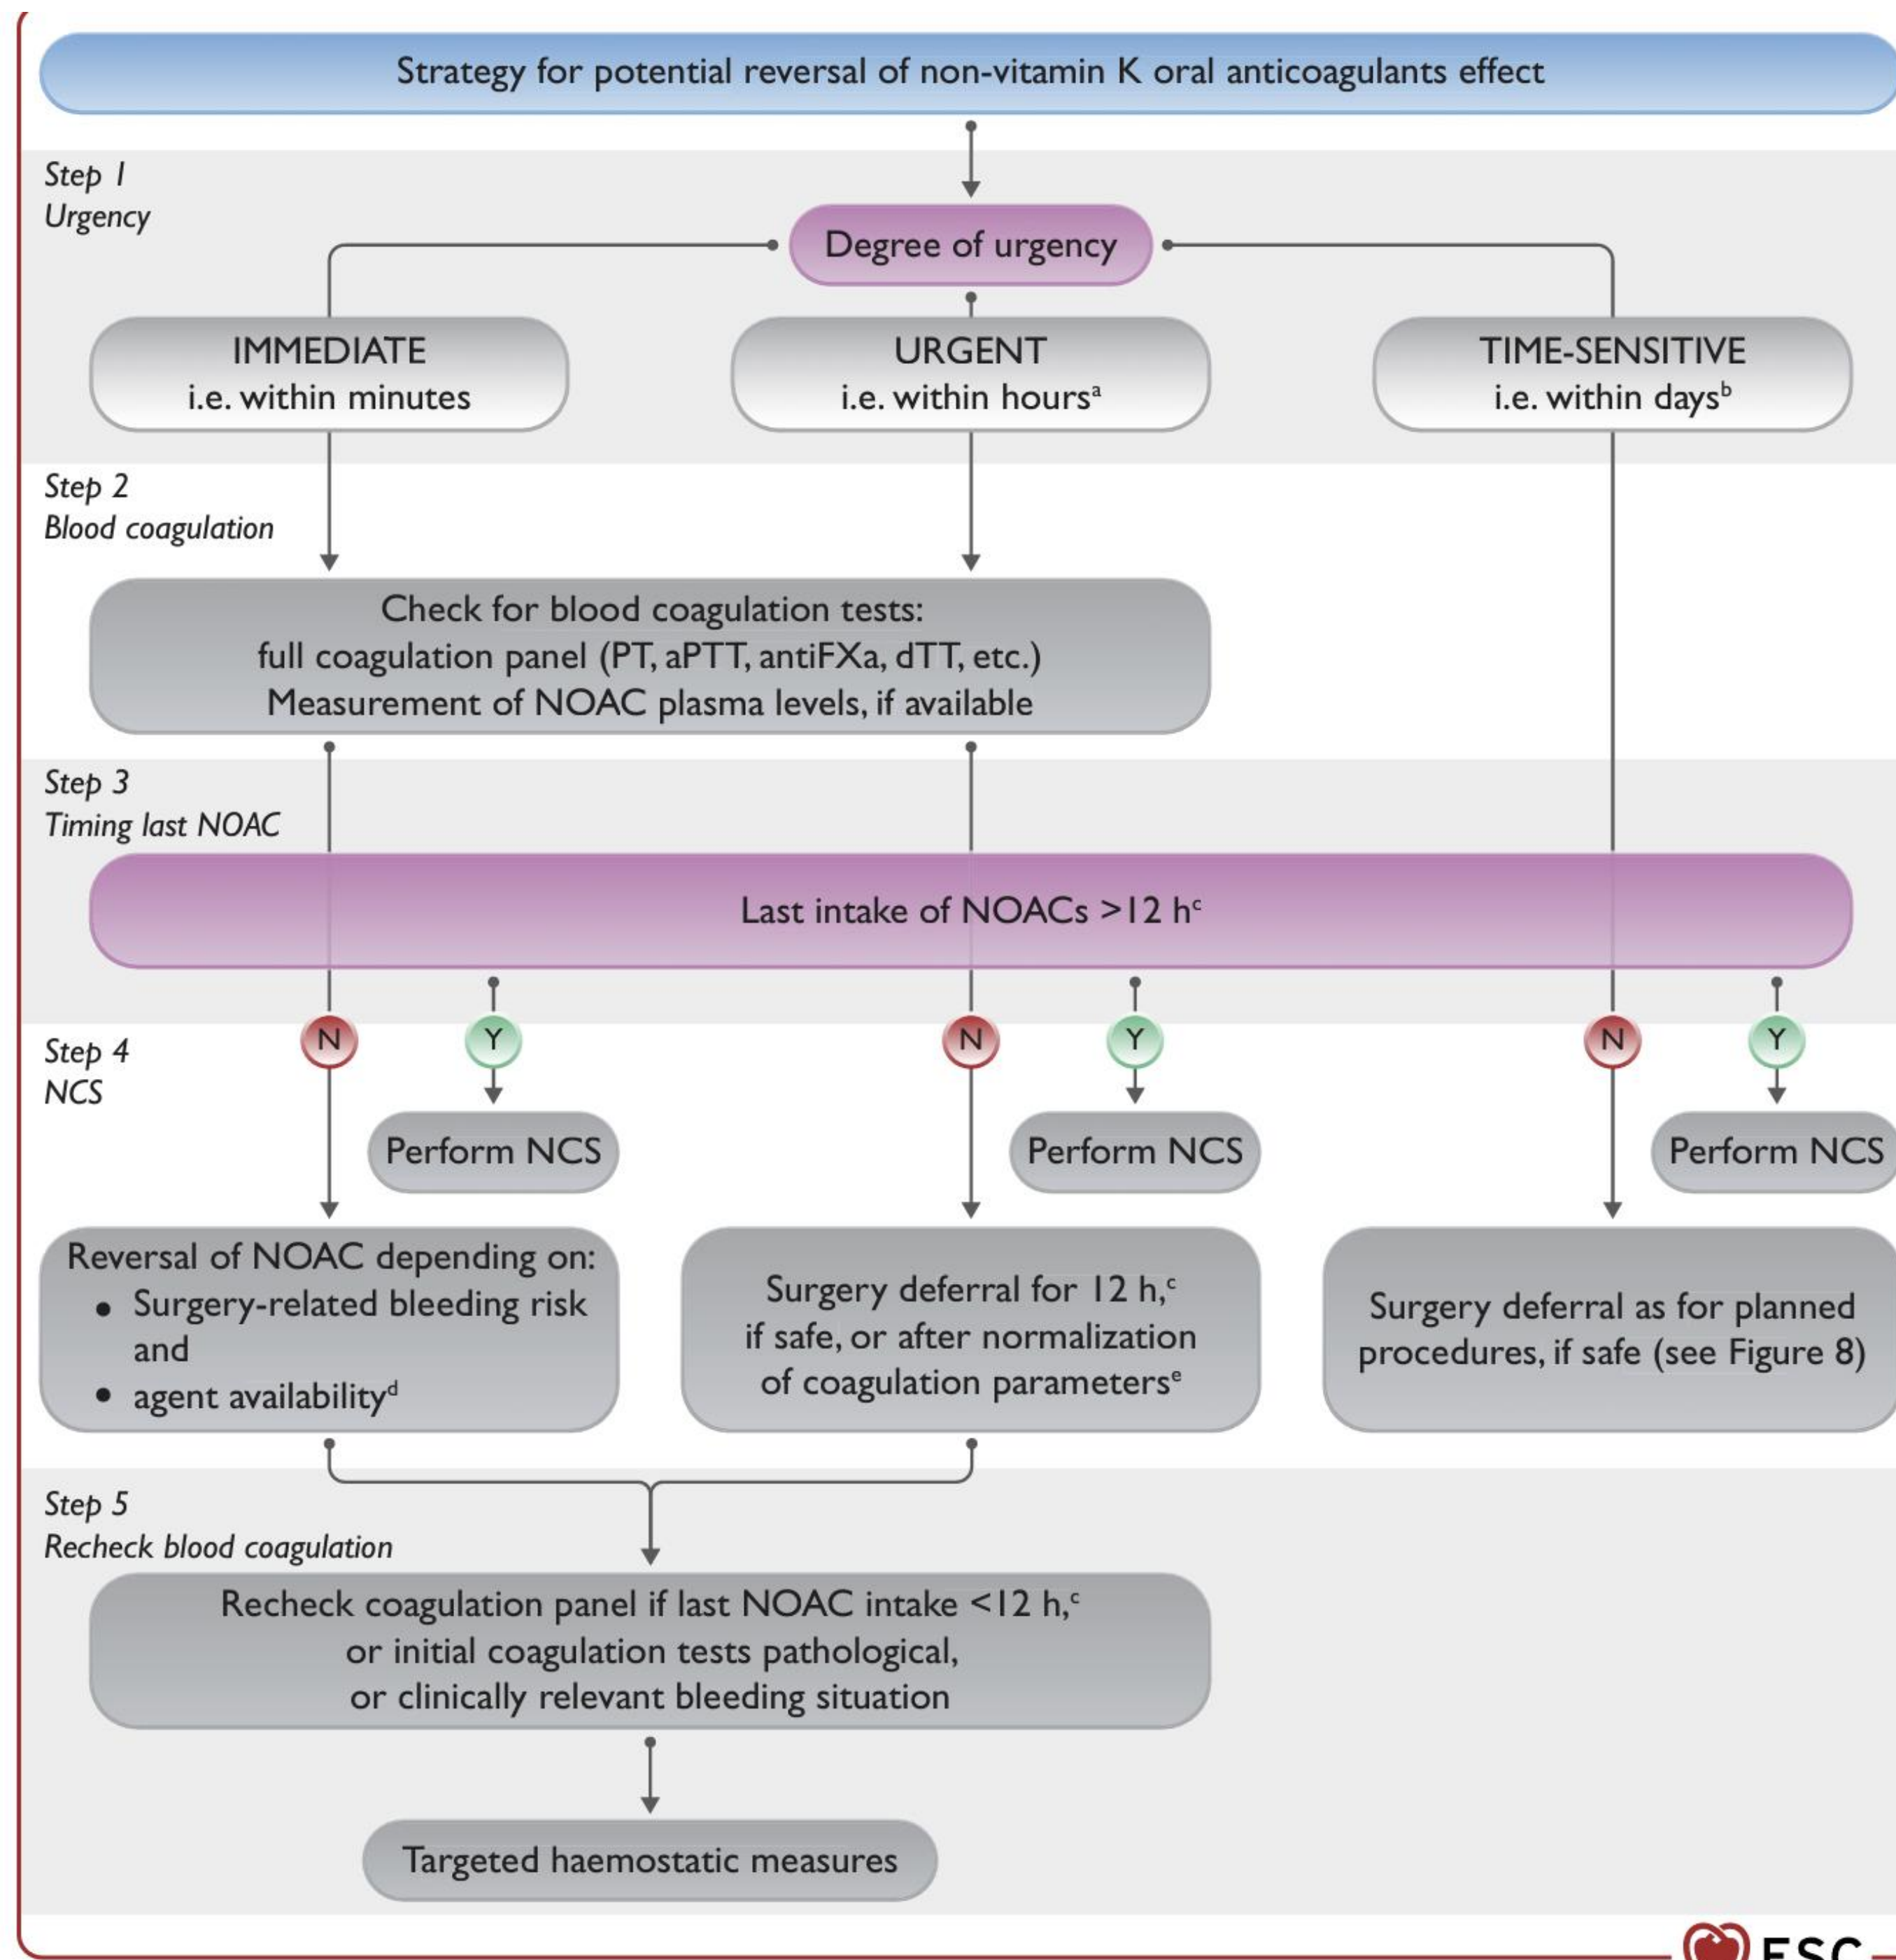 Strategy for potential reversal of non-vitamin K oral anticoagulants effect
Step 1
Urgency
Degree of urgency
IMMEDIATE
i.e. within minutes
URGENT
i.e. within hoursᵃ
TIME-SENSITIVE
i.e. within daysᵇ
Step 2
Blood coagulation
Check for blood coagulation tests:
full coagulation panel (PT, aPTT, antiFXa, dTT, etc.)
Measurement of NOAC plasma levels, if available
Step 3
Timing last NOAC
Last intake of NOACs >12 hᶜ
N
Y
N
Y
N
Y
Step 4
NCS
Perform NCS
Perform NCS
Perform NCS
Reversal of NOAC depending on:
• Surgery-related bleeding risk
and
• agent availabilityᵈ
Surgery deferral for 12 h,ᶜ
if safe, or after normalization
of coagulation parametersᵉ
Surgery deferral as for planned
procedures, if safe (see Figure 8)
Step 5
Recheck blood coagulation
Recheck coagulation panel if last NOAC intake <12 h,ᶜ
or initial coagulation tests pathological,
or clinically relevant bleeding situation
Targeted haemostatic measures
ESC